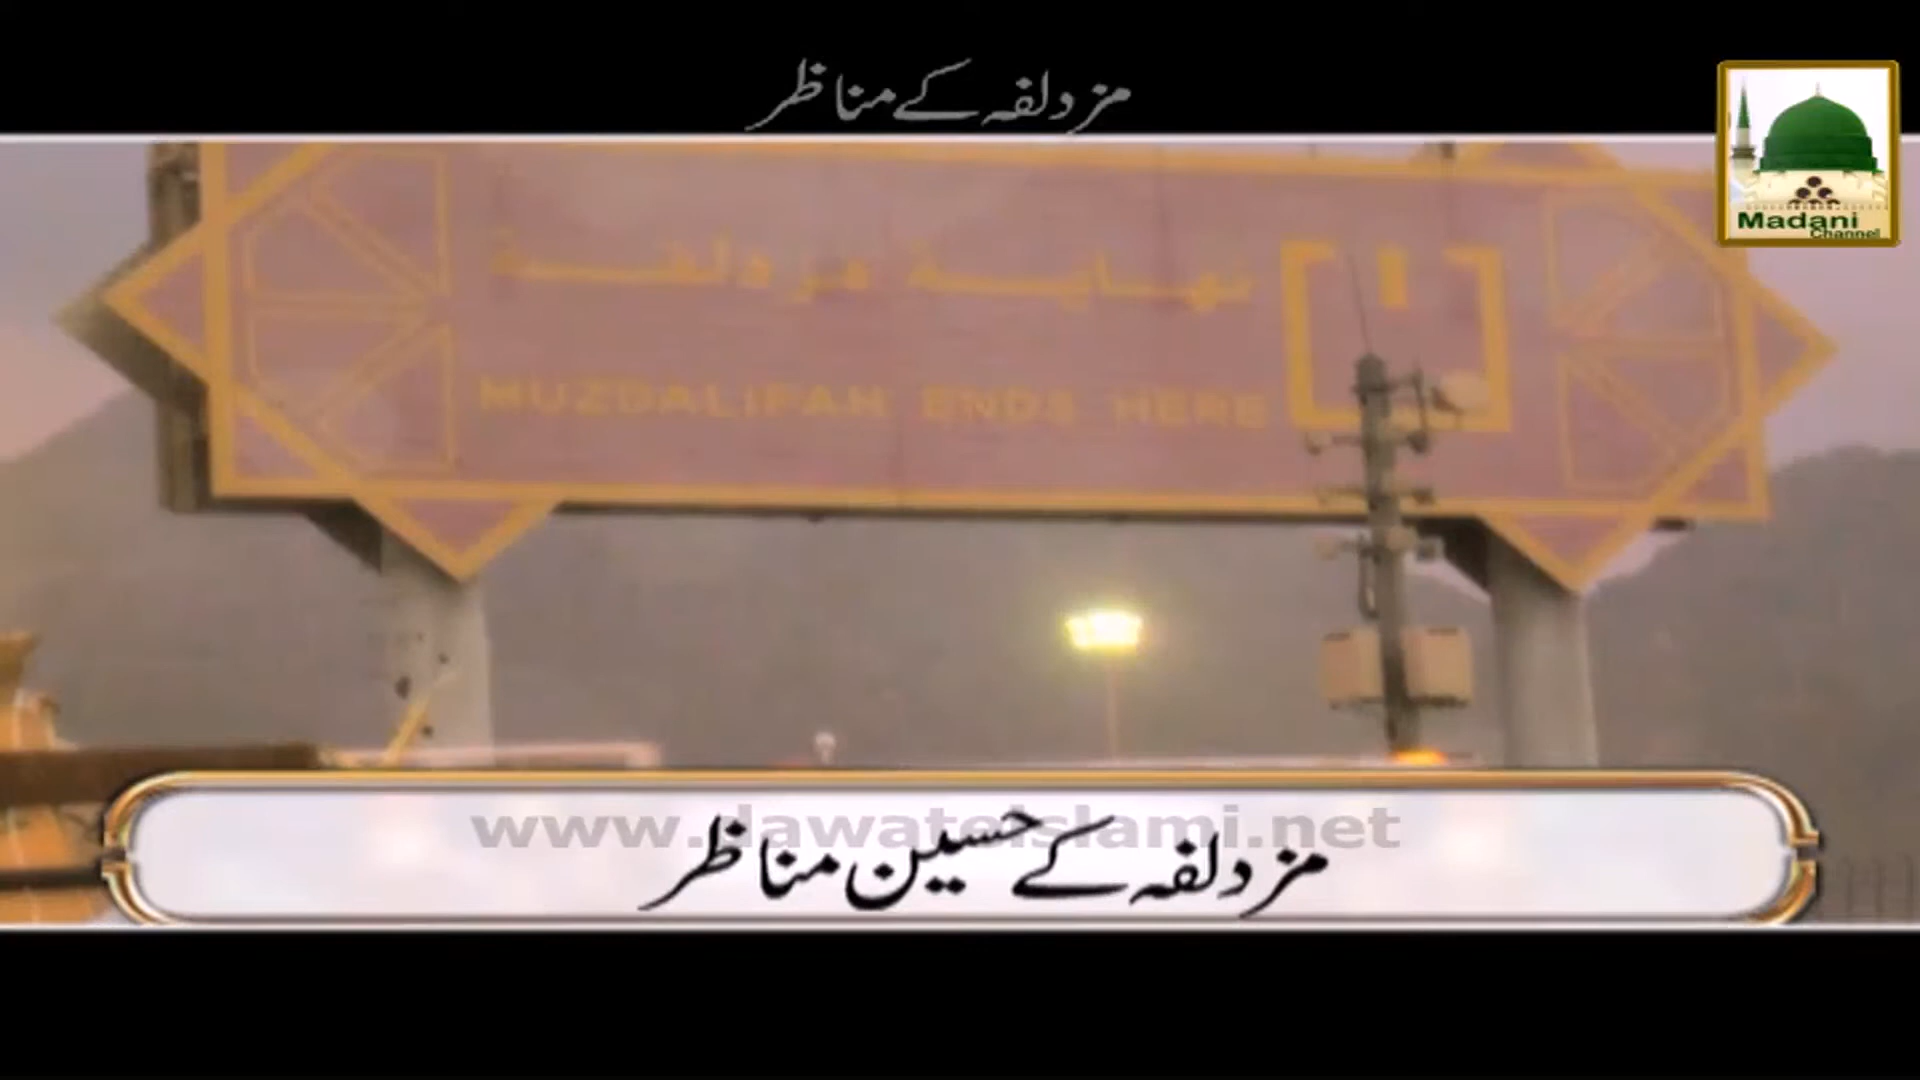 مزدلفہ کے مناظر
Madani
Channel
نهاية مزدلفة
MUZDALIFAH ENDS HERE
www.dawateislami.net
مزدلفہ کے حسین مناظر